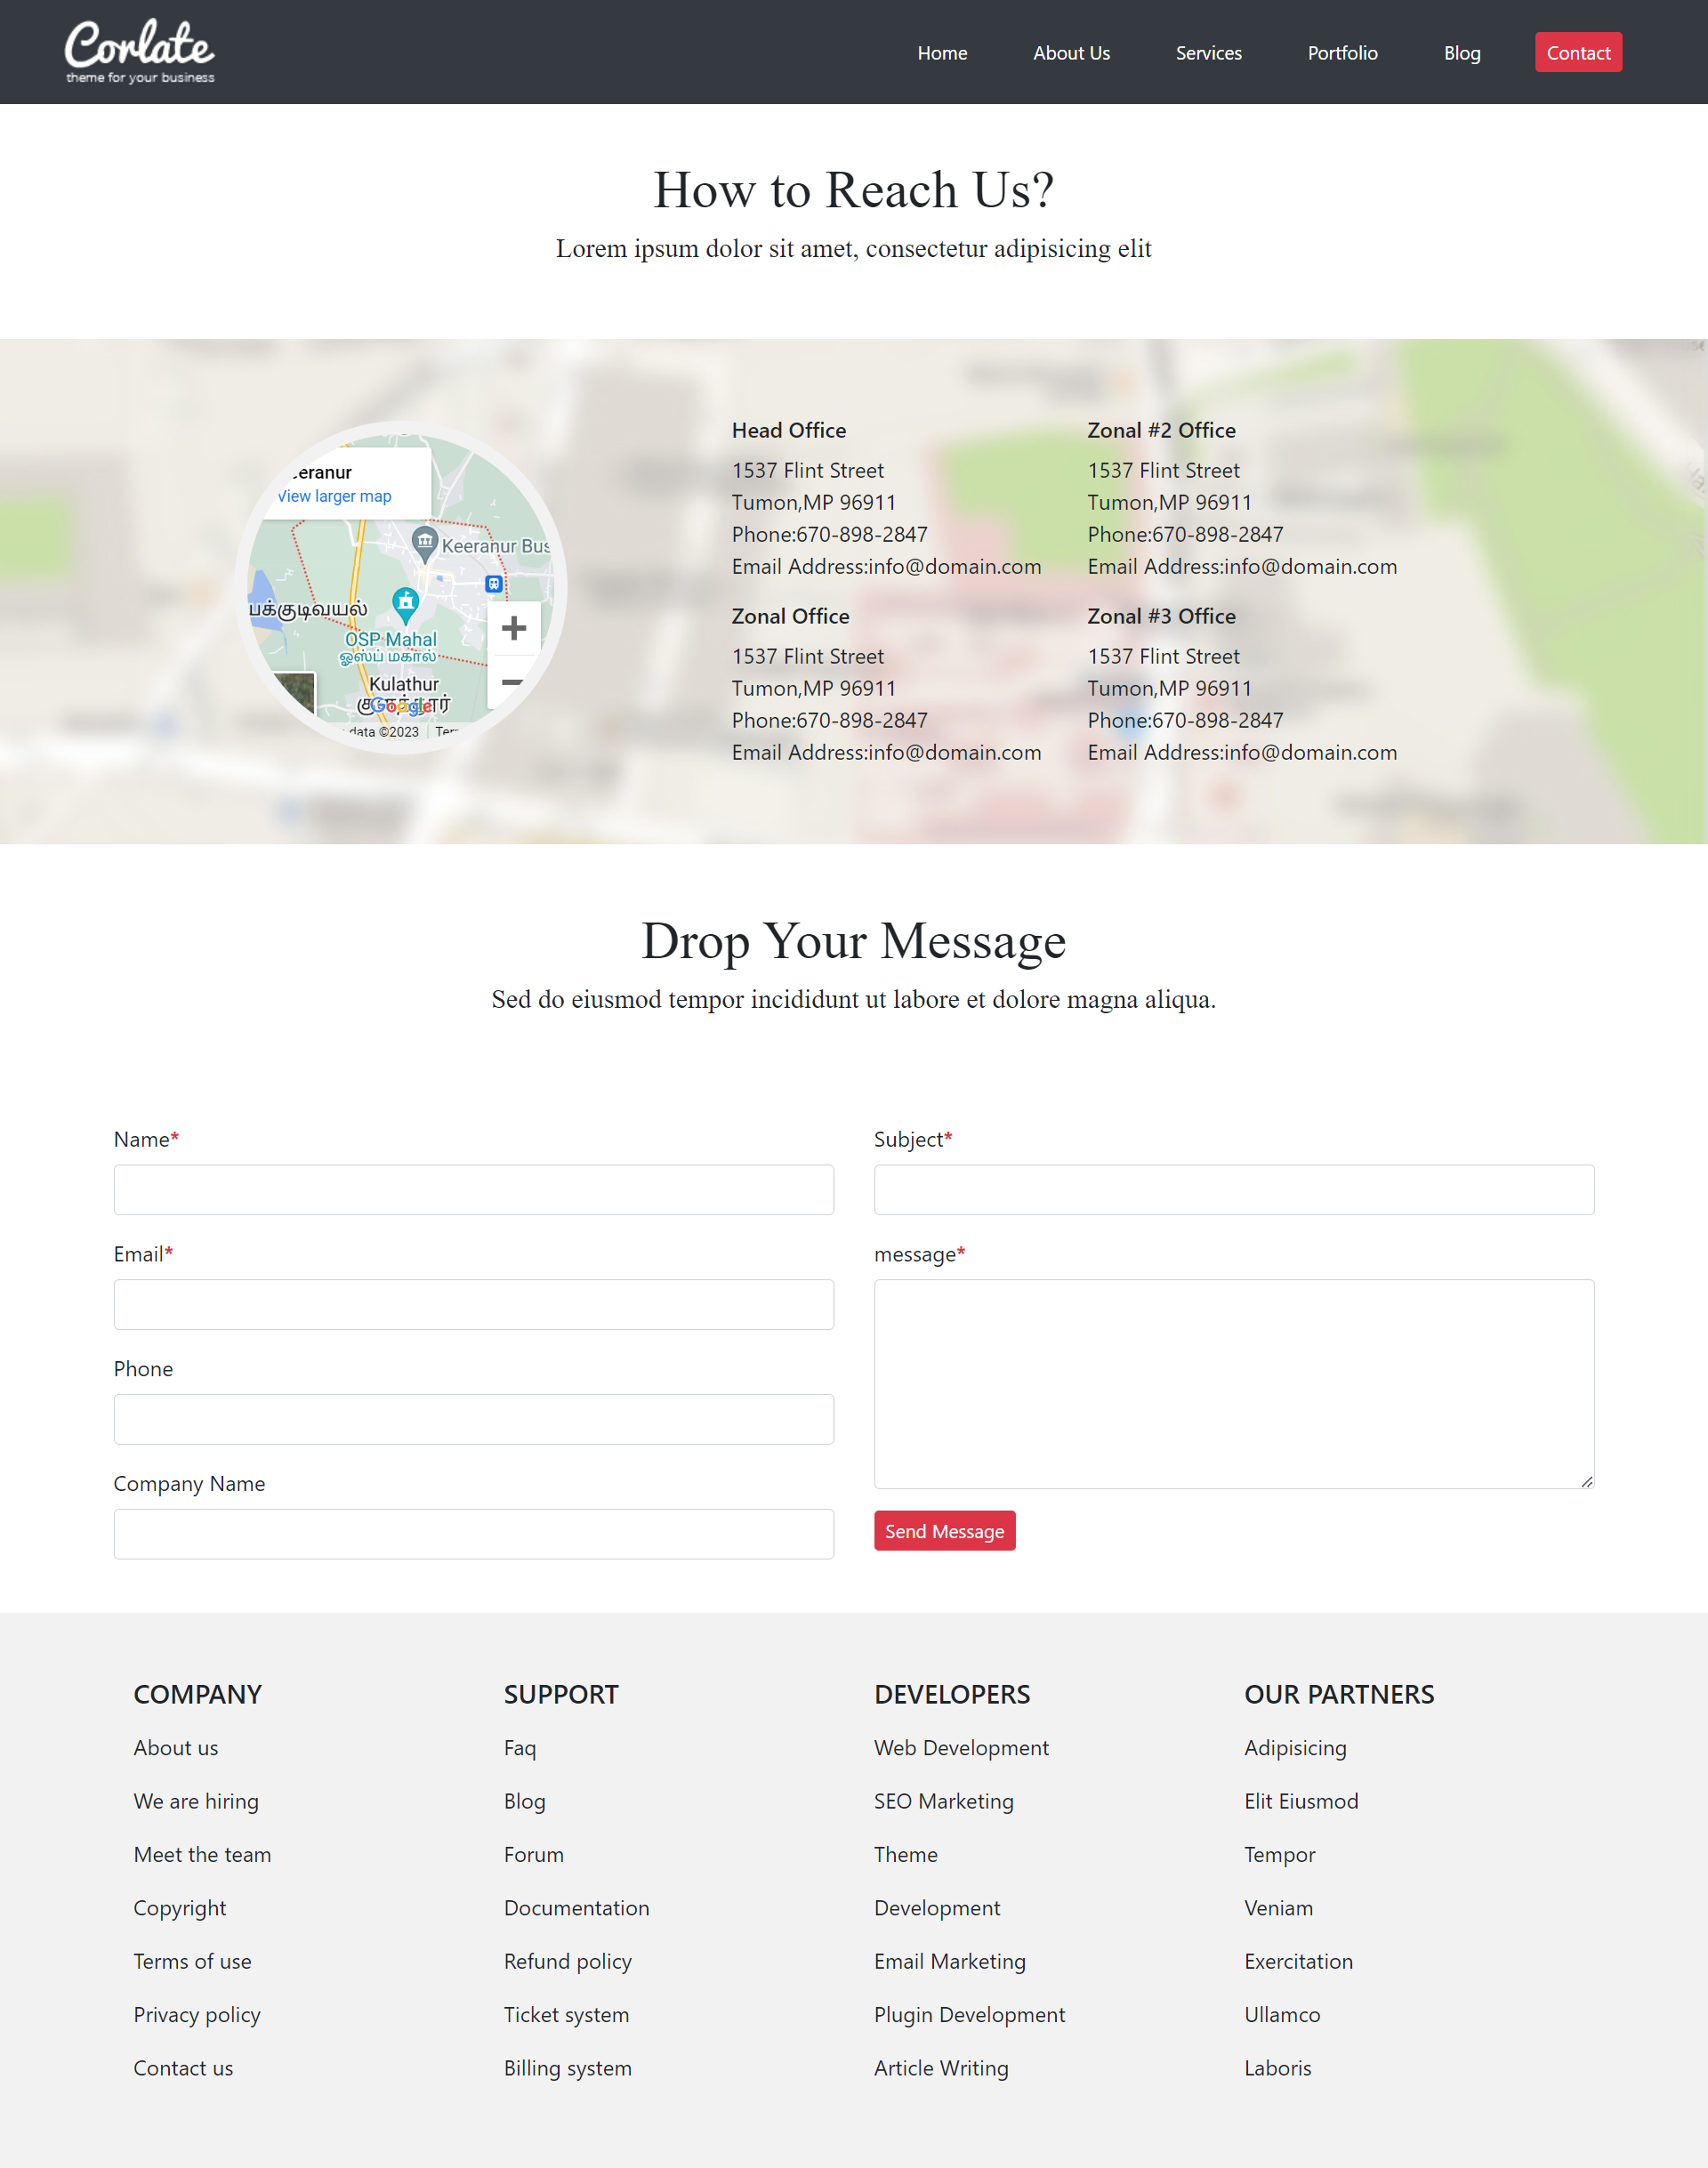 Corlate
theme for your business
Home
About Us
Services
Portfolio
Blog
Contact
How to Reach Us?
Lorem ipsum dolor sit amet, consectetur adipisicing elit
View larger map
Keeranur Bus
OSP Mahal
ஓஸ்ப் மகால்
Kulathur
Google
data ©2023
Head Office
1537 Flint Street
Tumon,MP 96911
Phone:670-898-2847
Email Address:info@domain.com
Zonal Office
1537 Flint Street
Tumon,MP 96911
Phone:670-898-2847
Email Address:info@domain.com
Zonal #2 Office
1537 Flint Street
Tumon,MP 96911
Phone:670-898-2847
Email Address:info@domain.com
Zonal #3 Office
1537 Flint Street
Tumon,MP 96911
Phone:670-898-2847
Email Address:info@domain.com
Drop Your Message
Sed do eiusmod tempor incididunt ut labore et dolore magna aliqua.
Name*
Email*
Phone
Company Name
Subject*
message*
Send Message
COMPANY
About us
We are hiring
Meet the team
Copyright
Terms of use
Privacy policy
Contact us
SUPPORT
Faq
Blog
Forum
Documentation
Refund policy
Ticket system
Billing system
DEVELOPERS
Web Development
SEO Marketing
Theme
Development
Email Marketing
Plugin Development
Article Writing
OUR PARTNERS
Adipisicing
Elit Eiusmod
Tempor
Veniam
Exercitation
Ullamco
Laboris